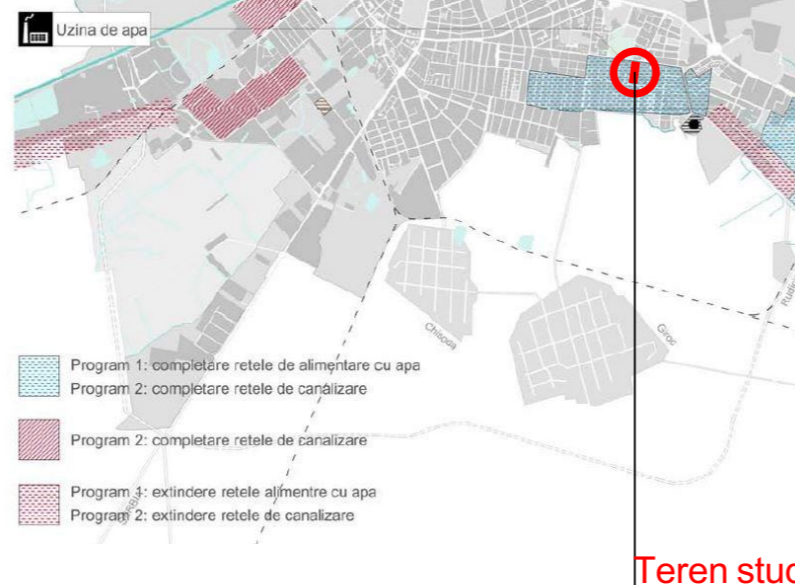 Uzina de apa
Chisoda
Giroc
Program 1: completare retele de alimentare cu apa
Program 2: completare retele de canalizare
Program 2: completare retele de canalizare
Program 1: extindere retele alimentre cu apa
Program 2: extindere retele de canalizare
Teren stud